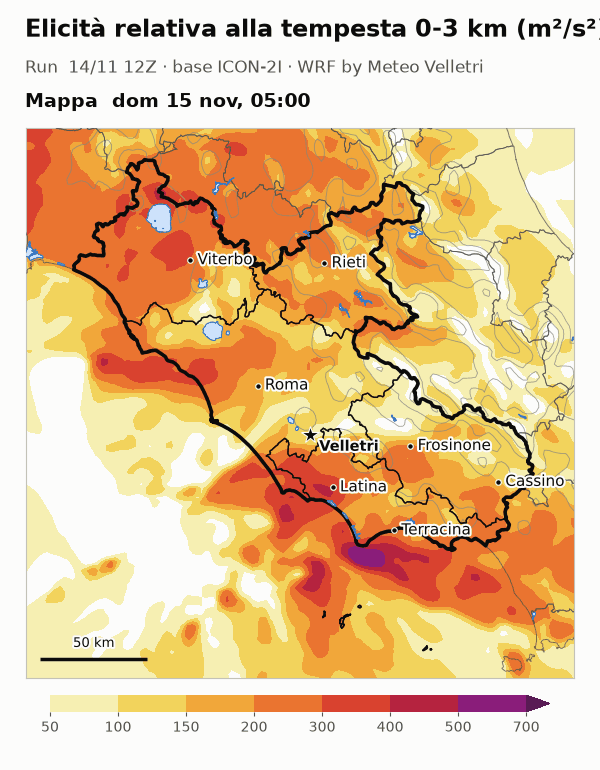 Elicità relativa alla tempesta 0-3 km (m²/s²)
Run 14/11 12Z · base ICON-2I · WRF by Meteo Velletri
Mappa dom 15 nov, 05:00
Viterbo
Rieti
Roma
Velletri
Frosinone
Cassino
Latina
Terracina
50 km
50 100 150 200 300 400 500 700